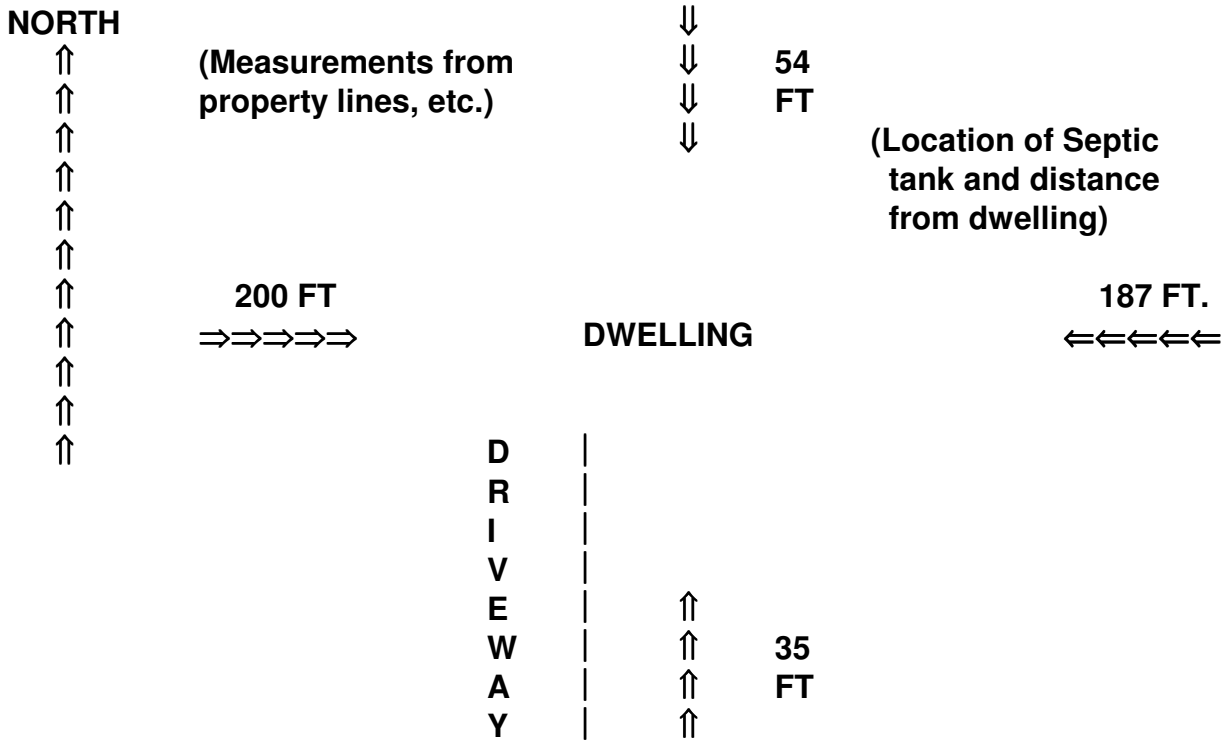 NORTH
⇓
⇑ (Measurements from ⇓ 54
⇑ property lines, etc.) ⇓ FT
⇑ ⇓ (Location of Septic
⇑ tank and distance
⇑ from dwelling)
⇑
⇑ 200 FT 187 FT.
⇑ ⇒⇒⇒⇒⇒ DWELLING ⇐⇐⇐⇐⇐
⇑
⇑
⇑ D |
R |
I |
V |
E | ⇑
W | ⇑ 35
A | ⇑ FT
Y | ⇑